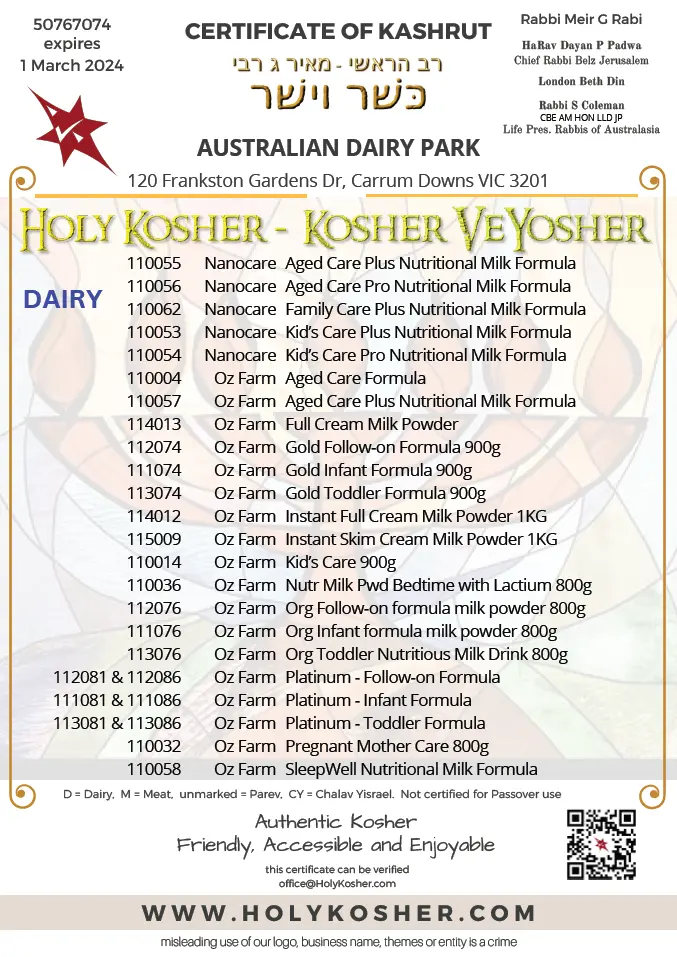 50767074
expires
1 March 2024
CERTIFICATE OF KASHRUT
רב הראשי - מאיר ג רבי
כּשׁר וישׁר
Rabbi Meir G Rabi
HaRav Dayan P Padwa
Chief Rabbi Belz Jerusalem
London Beth Din
Rabbi S Coleman
CBE AM HON LLD JP
Life Pres. Rabbis of Australasia
AUSTRALIAN DAIRY PARK
120 Frankston Gardens Dr, Carrum Downs VIC 3201
HOLY KOSHER - KOSHER VEYOSHER
DAIRY
110055 Nanocare Aged Care Plus Nutritional Milk Formula
110056 Nanocare Aged Care Pro Nutritional Milk Formula
110062 Nanocare Family Care Plus Nutritional Milk Formula
110053 Nanocare Kid's Care Plus Nutritional Milk Formula
110054 Nanocare Kid's Care Pro Nutritional Milk Formula
110004 Oz Farm Aged Care Formula
110057 Oz Farm Aged Care Plus Nutritional Milk Formula
114013 Oz Farm Full Cream Milk Powder
112074 Oz Farm Gold Follow-on Formula 900g
111074 Oz Farm Gold Infant Formula 900g
113074 Oz Farm Gold Toddler Formula 900g
114012 Oz Farm Instant Full Cream Milk Powder 1KG
115009 Oz Farm Instant Skim Cream Milk Powder 1KG
110014 Oz Farm Kid's Care 900g
110036 Oz Farm Nutr Milk Pwd Bedtime with Lactium 800g
112076 Oz Farm Org Follow-on formula milk powder 800g
111076 Oz Farm Org Infant formula milk powder 800g
113076 Oz Farm Org Toddler Nutritious Milk Drink 800g
112081 & 112086 Oz Farm Platinum - Follow-on Formula
111081 & 111086 Oz Farm Platinum - Infant Formula
113081 & 113086 Oz Farm Platinum - Toddler Formula
110032 Oz Farm Pregnant Mother Care 800g
110058 Oz Farm SleepWell Nutritional Milk Formula
D = Dairy, M = Meat, unmarked = Parev, CY = Chalav Yisrael. Not certified for Passover use
Authentic Kosher
Friendly, Accessible and Enjoyable
this certificate can be verified
office@HolyKosher.com
WWW.HOLYKOSHER.COM
misleading use of our logo, business name, themes or entity is a crime